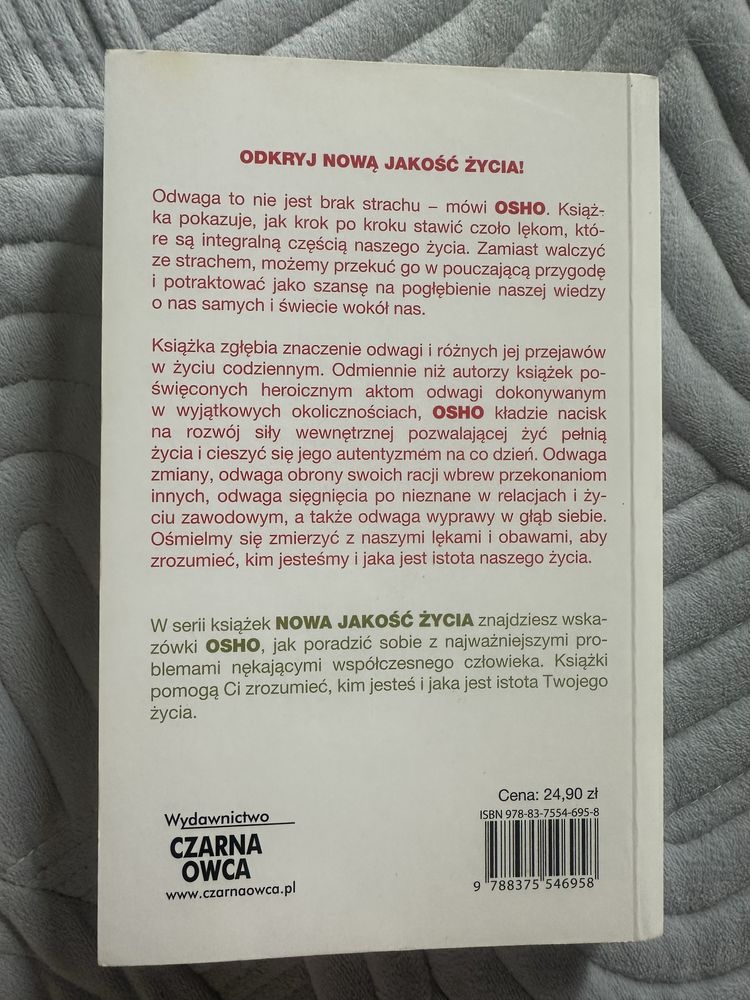 ODKRYJ NOWĄ JAKOŚĆ ŻYCIA!
Odwaga to nie jest brak strachu – mówi OSHO. Książ-
ka pokazuje, jak krok po kroku stawić czoło lękom, któ-
re są integralną częścią naszego życia. Zamiast walczyć
ze strachem, możemy przekuć go w pouczającą przygodę
i potraktować jako szansę na pogłębienie naszej wiedzy
o nas samych i świecie wokół nas.
Książka zgłębia znaczenie odwagi i różnych jej przejawów
w życiu codziennym. Odmiennie niż autorzy książek po-
święconych heroicznym aktom odwagi dokonywanym
w wyjątkowych okolicznościach, OSHO kładzie nacisk
na rozwój siły wewnętrznej pozwalającej żyć pełnią
życia i cieszyć się jego autentyzmem na co dzień. Odwaga
zmiany, odwaga obrony swoich racji wbrew przekonaniom
innych, odwaga sięgnięcia po nieznane w relacjach i ży-
ciu zawodowym, a także odwaga wyprawy w głąb siebie.
Ośmielmy się zmierzyć z naszymi lękami i obawami, aby
zrozumieć, kim jesteśmy i jaka jest istota naszego życia.
W serii książek NOWA JAKOŚĆ ŻYCIA znajdziesz wska-
zówki OSHO, jak poradzić sobie z najważniejszymi pro-
blemami nękającymi współczesnego człowieka. Książki
pomogą Ci zrozumieć, kim jesteś i jaka jest istota Twojego
życia.
Wydawnictwo
CZARNA
OWCA
www.czarnaowca.pl
Cena: 24,90 zł
ISBN 978-83-7554-695-8
9 788375 546958